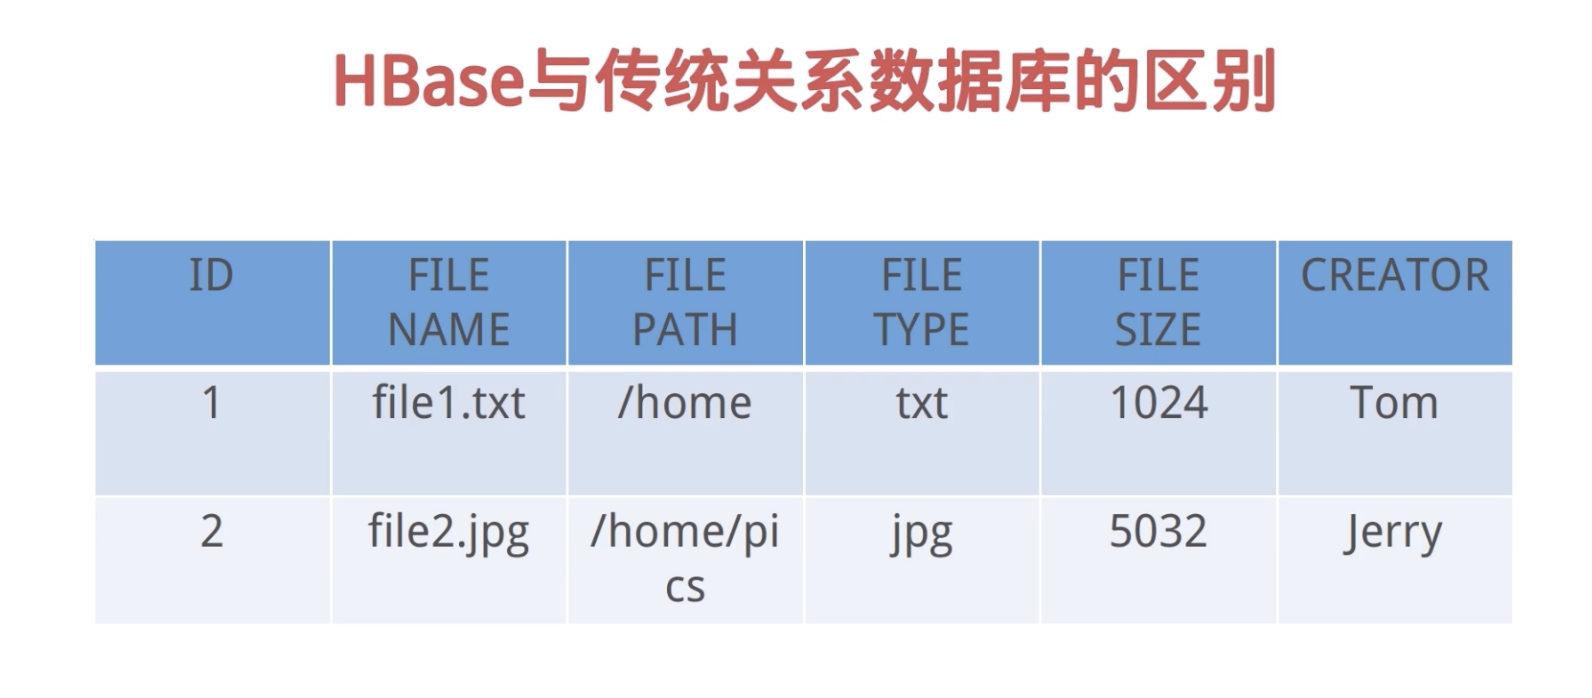 HBase与传统关系数据库的区别
ID FILE NAME FILE PATH FILE TYPE FILE SIZE CREATOR
1 file1.txt /home txt 1024 Tom
2 file2.jpg /home/pics jpg 5032 Jerry